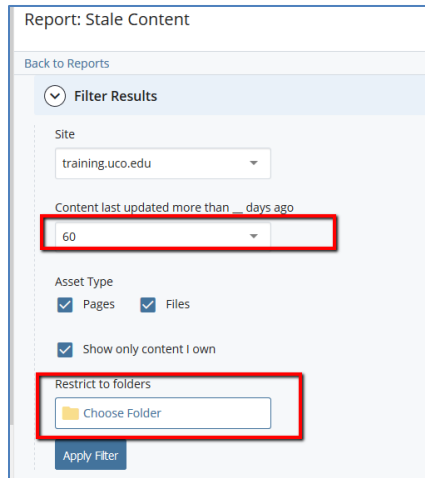 Report: Stale Content
Back to Reports
Filter Results
Site
training.uco.edu
Content last updated more than __ days ago
60
Asset Type
Pages Files
Show only content I own
Restrict to folders
Choose Folder
Apply Filter